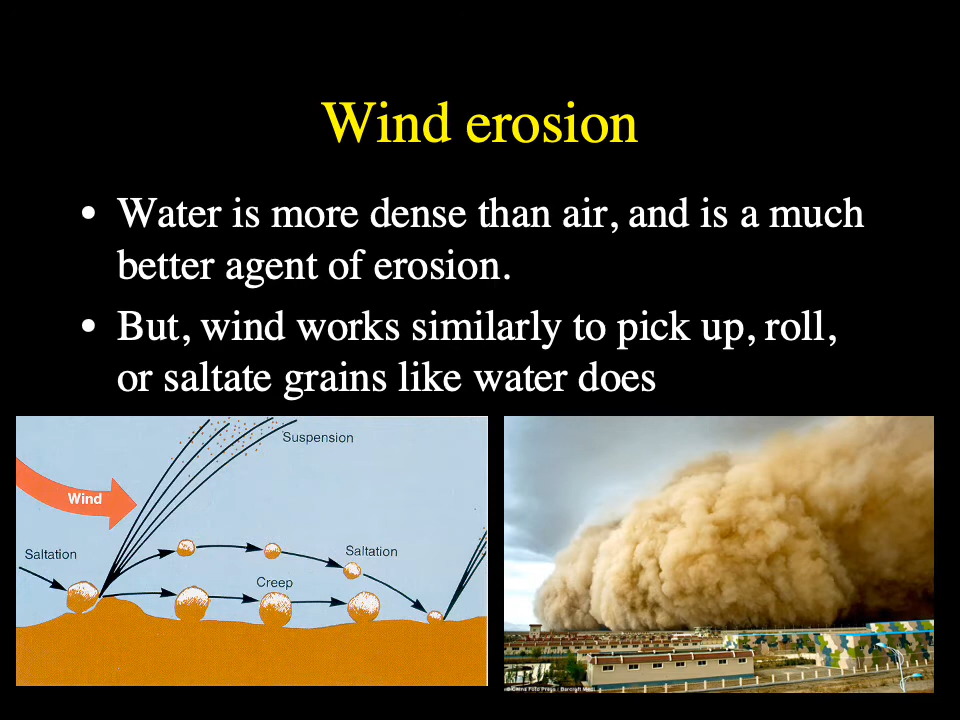 Wind erosion
• Water is more dense than air, and is a much
better agent of erosion.
• But, wind works similarly to pick up, roll,
or saltate grains like water does
Suspension
Wind
Saltation
Saltation
Creep